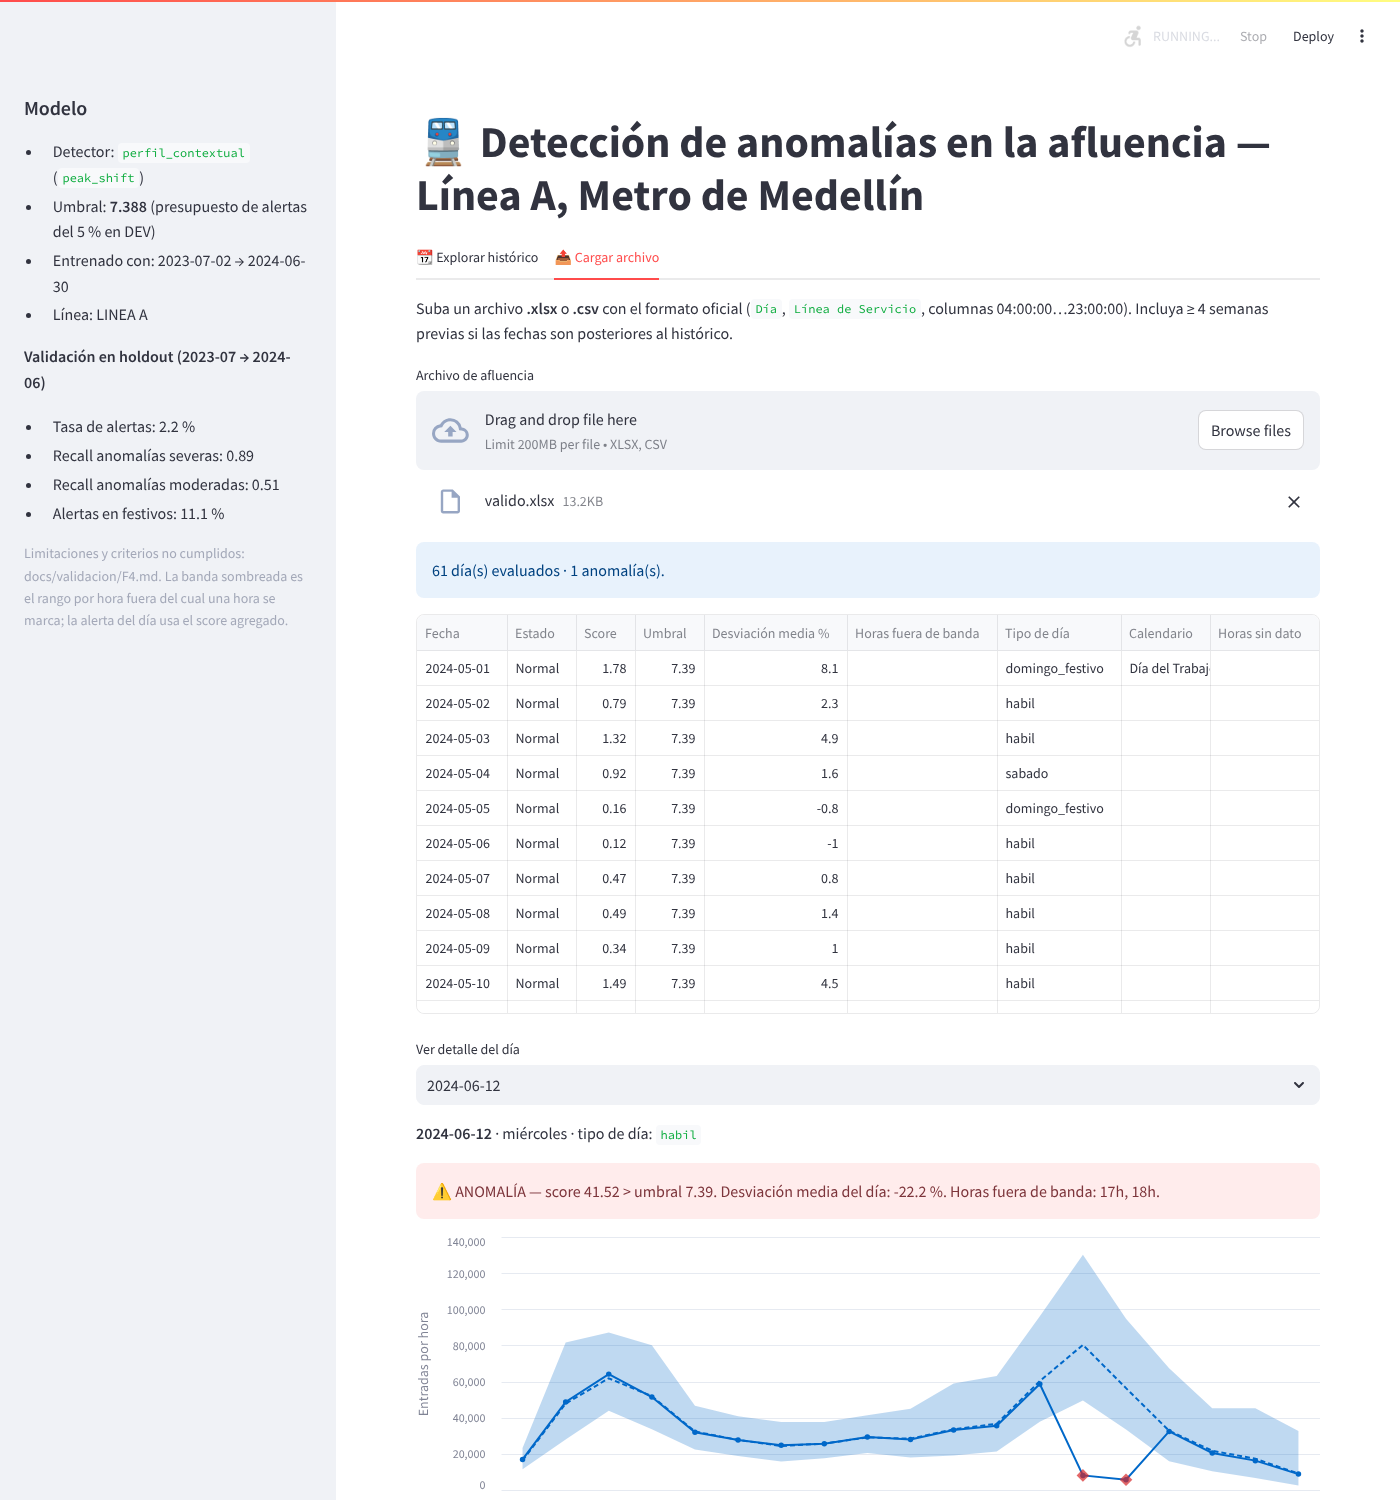 RUNNING...
Stop
Deploy
Modelo
Detector: perfil_contextual
(peak_shift)
Umbral: 7.388 (presupuesto de alertas
del 5 % en DEV)
Entrenado con: 2023-07-02 → 2024-06-
30
Línea: LINEA A
Validación en holdout (2023-07 → 2024-
06)
Tasa de alertas: 2.2 %
Recall anomalías severas: 0.89
Recall anomalías moderadas: 0.51
Alertas en festivos: 11.1 %
Limitaciones y criterios no cumplidos:
docs/validacion/F4.md. La banda sombreada es
el rango por hora fuera del cual una hora se
marca; la alerta del día usa el score agregado.
Detección de anomalías en la afluencia —
Línea A, Metro de Medellín
Explorar histórico
Cargar archivo
Suba un archivo .xlsx o .csv con el formato oficial (Día, Línea de Servicio, columnas 04:00:00…23:00:00). Incluya ≥ 4 semanas
previas si las fechas son posteriores al histórico.
Archivo de afluencia
Drag and drop file here
Limit 200MB per file • XLSX, CSV
Browse files
valido.xlsx 13.2KB
61 día(s) evaluados · 1 anomalía(s).
Fecha Estado Score Umbral Desviación media % Horas fuera de banda Tipo de día Calendario Horas sin dato
2024-05-01 Normal 1.78 7.39 8.1 domingo_festivo Día del Trabaj
2024-05-02 Normal 0.79 7.39 2.3 habil
2024-05-03 Normal 1.32 7.39 4.9 habil
2024-05-04 Normal 0.92 7.39 1.6 sabado
2024-05-05 Normal 0.16 7.39 -0.8 domingo_festivo
2024-05-06 Normal 0.12 7.39 -1 habil
2024-05-07 Normal 0.47 7.39 0.8 habil
2024-05-08 Normal 0.49 7.39 1.4 habil
2024-05-09 Normal 0.34 7.39 1 habil
2024-05-10 Normal 1.49 7.39 4.5 habil
Ver detalle del día
2024-06-12
2024-06-12 · miércoles · tipo de día: habil
ANOMALÍA — score 41.52 > umbral 7.39. Desviación media del día: -22.2 %. Horas fuera de banda: 17h, 18h.
Entradas por hora
140,000
120,000
100,000
80,000
60,000
40,000
20,000
0